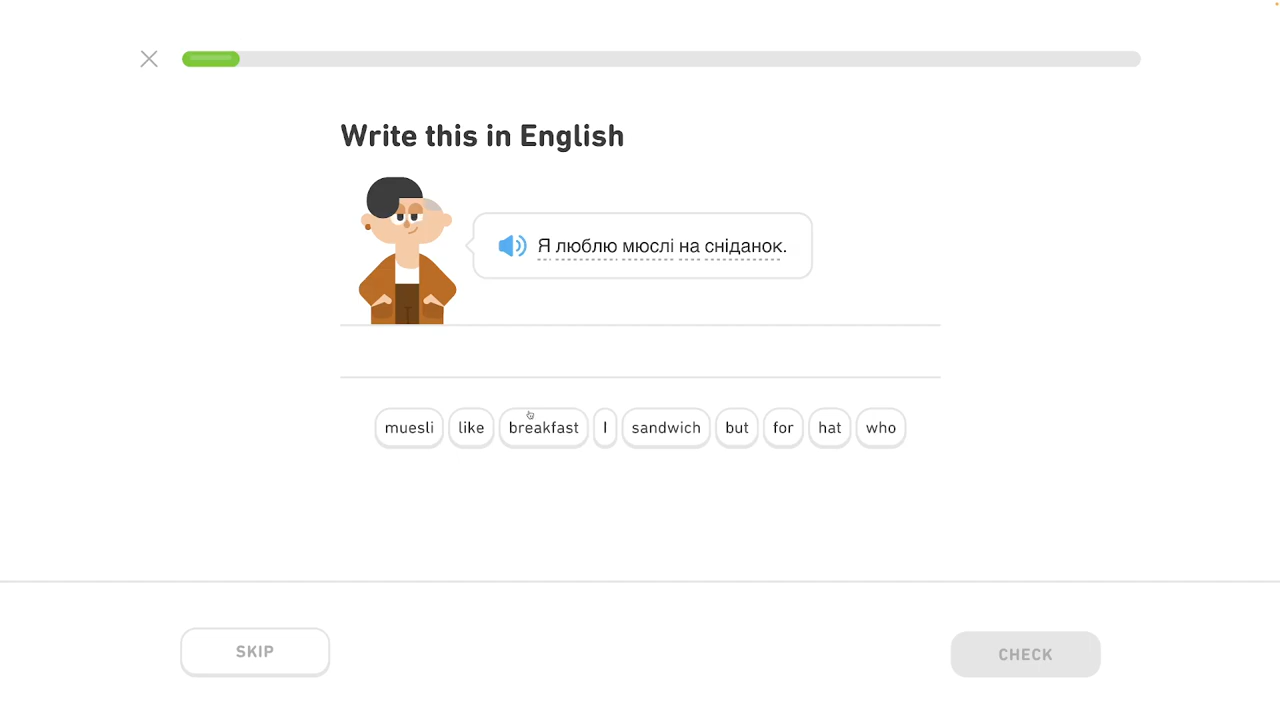 Write this in English
Я люблю мюслі на сніданок.
muesli like breakfast I sandwich but for hat who
SKIP
CHECK